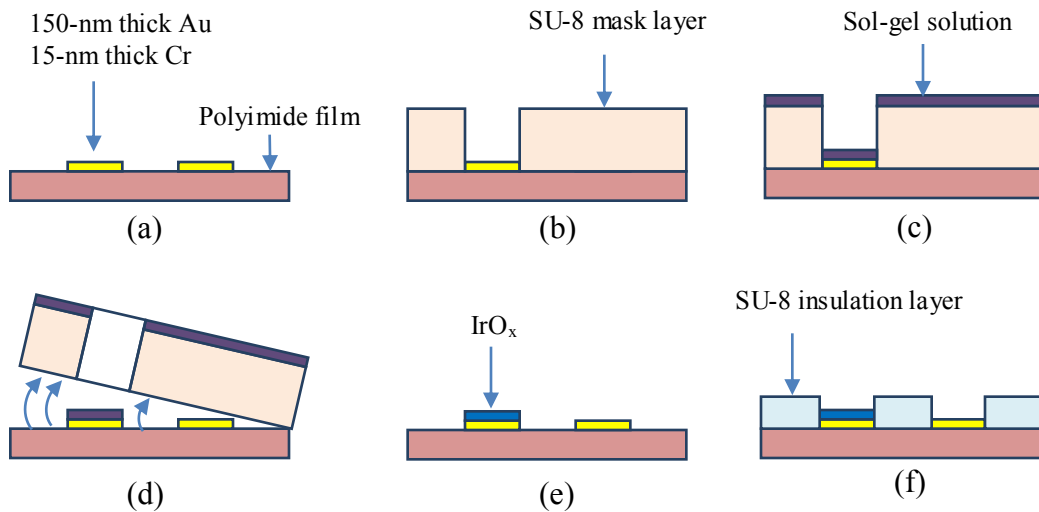 150-nm thick Au
15-nm thick Cr
Polyimide film
(a)
SU-8 mask layer
(b)
Sol-gel solution
(c)
(d)
IrOx
(e)
SU-8 insulation layer
(f)